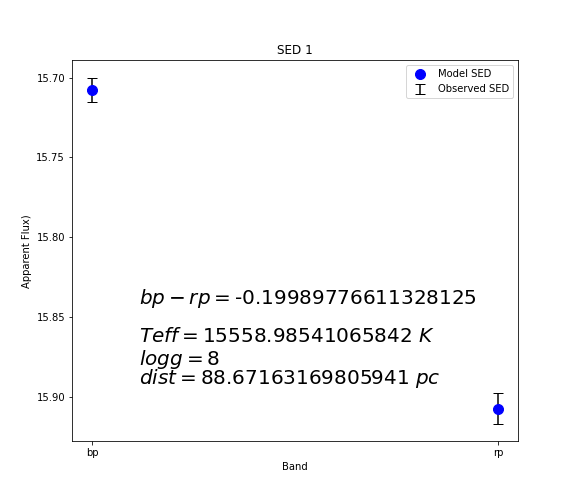 SED 1
Model SED
Observed SED
15.70
15.75
15.80
15.85
15.90
Apparent Flux)
bp − rp = -0.19989776611328125
Teff = 15558.98541065842 K
logg = 8
dist = 88.67163169805941 pc
bp
rp
Band